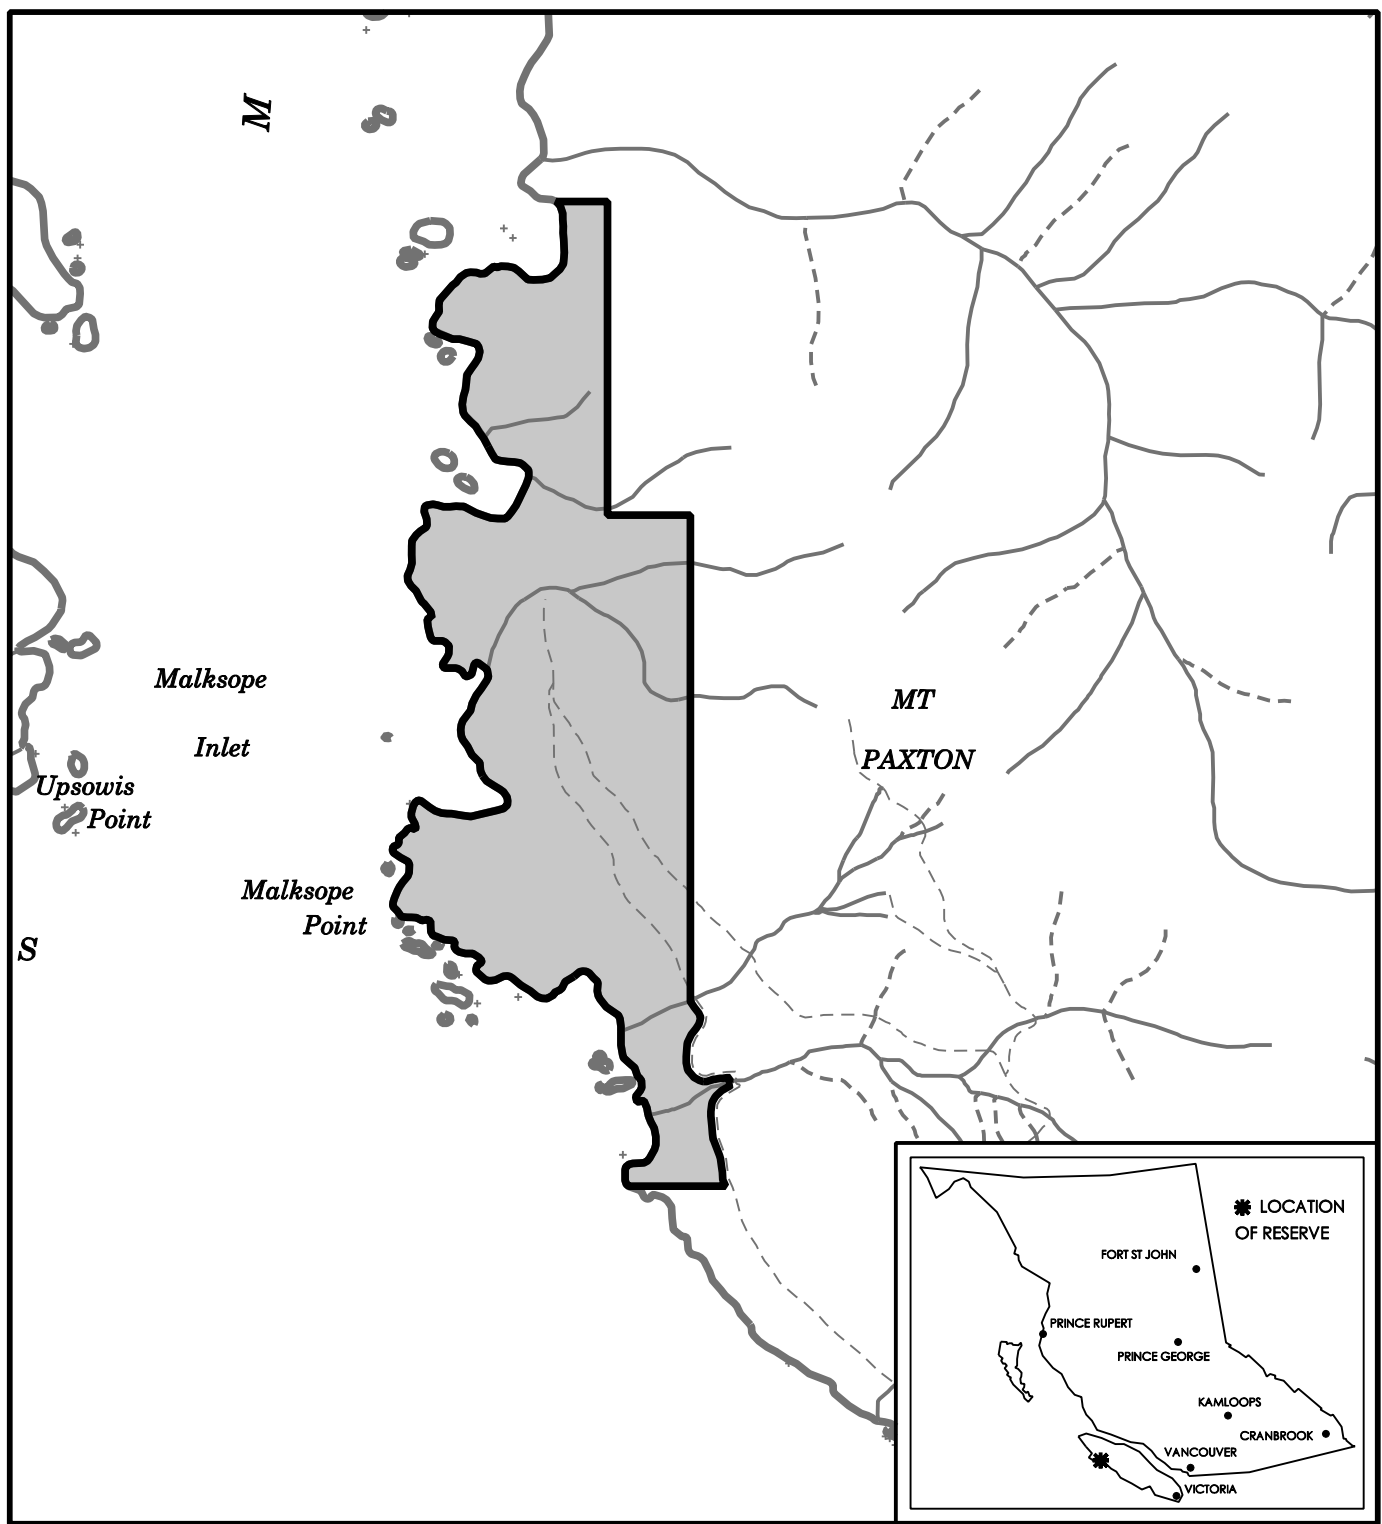 M
Malksope
Inlet
MT
PAXTON
Upsowis
Point
Malksope
Point
S
LOCATION
OF RESERVE
FORT ST JOHN
PRINCE RUPERT
PRINCE GEORGE
KAMLOOPS
CRANBROOK
VANCOUVER
VICTORIA